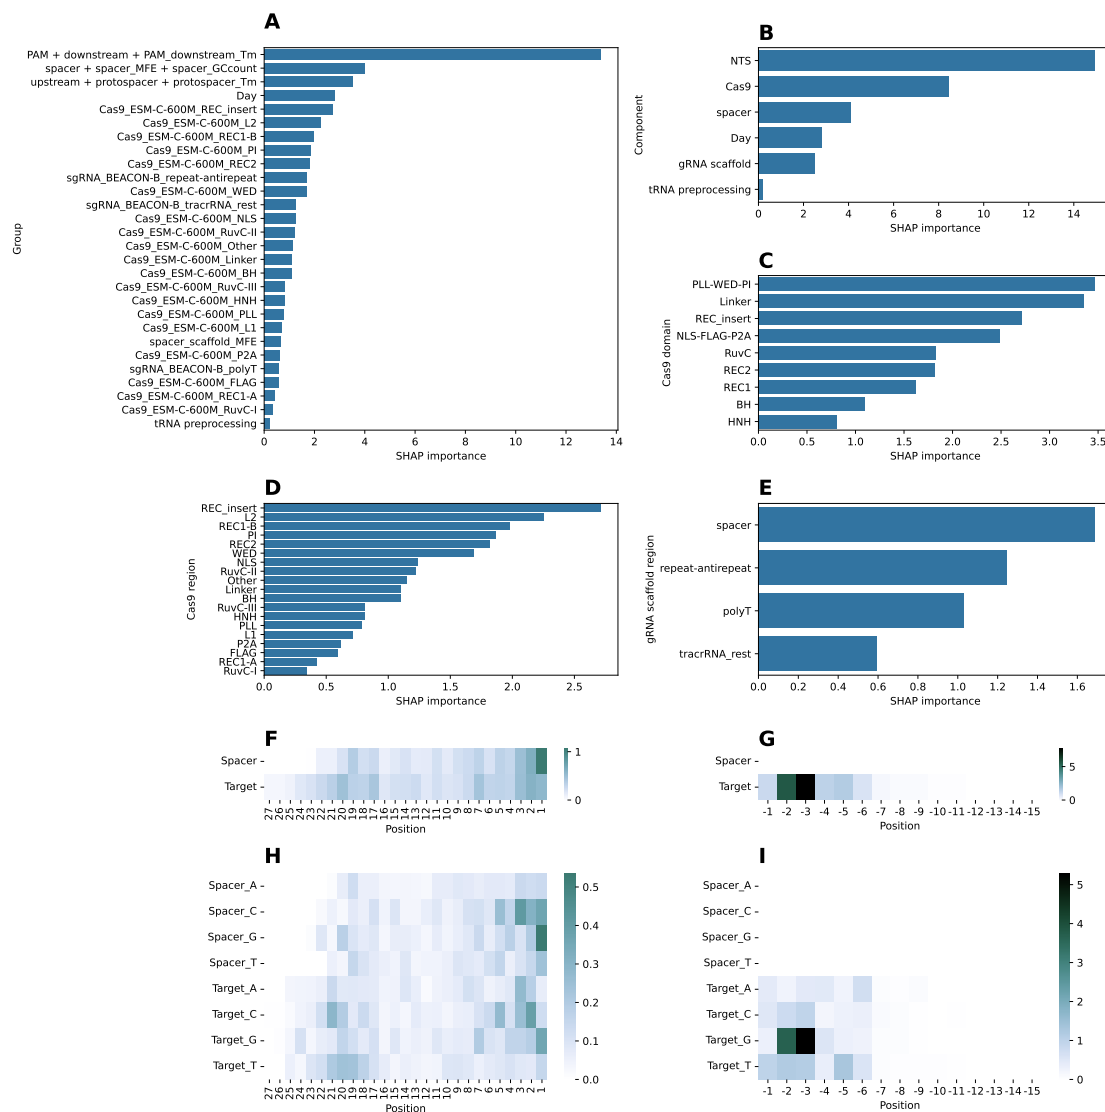 A
PAM + downstream + PAM_downstream_Tm
spacer + spacer_MFE + spacer_GCcount
upstream + protospacer + protospacer_Tm
Day
Cas9_ESM-C-600M_REC_insert
Cas9_ESM-C-600M_L2
Cas9_ESM-C-600M_REC1-B
Cas9_ESM-C-600M_PI
Cas9_ESM-C-600M_REC2
sgRNA_BEACON-B_repeat-antirepeat
Cas9_ESM-C-600M_WED
sgRNA_BEACON-B_tracrRNA_rest
Cas9_ESM-C-600M_NLS
Cas9_ESM-C-600M_RuvC-II
Cas9_ESM-C-600M_Other
Cas9_ESM-C-600M_Linker
Cas9_ESM-C-600M_BH
Cas9_ESM-C-600M_RuvC-III
Cas9_ESM-C-600M_HNH
Cas9_ESM-C-600M_PLL
Cas9_ESM-C-600M_L1
spacer_scaffold_MFE
Cas9_ESM-C-600M_P2A
sgRNA_BEACON-B_polyT
Cas9_ESM-C-600M_FLAG
Cas9_ESM-C-600M_REC1-A
Cas9_ESM-C-600M_RuvC-I
tRNA preprocessing
Group
0 2 4 6 8 10 12 14
SHAP importance
B
NTS
Cas9
spacer
Day
gRNA scaffold
tRNA preprocessing
Component
0 2 4 6 8 10 12 14
SHAP importance
C
PLL-WED-PI
Linker
REC_insert
NLS-FLAG-P2A
RuvC
REC2
REC1
BH
HNH
Cas9 domain
0.0 0.5 1.0 1.5 2.0 2.5 3.0 3.5
SHAP importance
D
REC_insert
L2
REC1-B
PI
REC2
WED
NLS
RuvC-II
Other
Linker
BH
RuvC-III
HNH
PLL
L1
P2A
FLAG
REC1-A
RuvC-I
Cas9 region
0.0 0.5 1.0 1.5 2.0 2.5
SHAP importance
E
spacer
repeat-antirepeat
polyT
tracrRNA_rest
gRNA scaffold region
0.0 0.2 0.4 0.6 0.8 1.0 1.2 1.4 1.6
SHAP importance
F
Spacer
Target
27 26 25 24 23 22 21 20 19 18 17 16 15 14 13 12 11 10 9 8 7 6 5 4 3 2 1
Position
1
0
G
Spacer
Target
-1 -2 -3 -4 -5 -6 -7 -8 -9 -10 -11 -12 -13 -14 -15
Position
5
0
H
Spacer_A
Spacer_C
Spacer_G
Spacer_T
Target_A
Target_C
Target_G
Target_T
27 26 25 24 23 22 21 20 19 18 17 16 15 14 13 12 11 10 9 8 7 6 5 4 3 2 1
Position
0.5
0.4
0.3
0.2
0.1
0.0
I
Spacer_A
Spacer_C
Spacer_G
Spacer_T
Target_A
Target_C
Target_G
Target_T
-1 -2 -3 -4 -5 -6 -7 -8 -9 -10 -11 -12 -13 -14 -15
Position
5
4
3
2
1
0